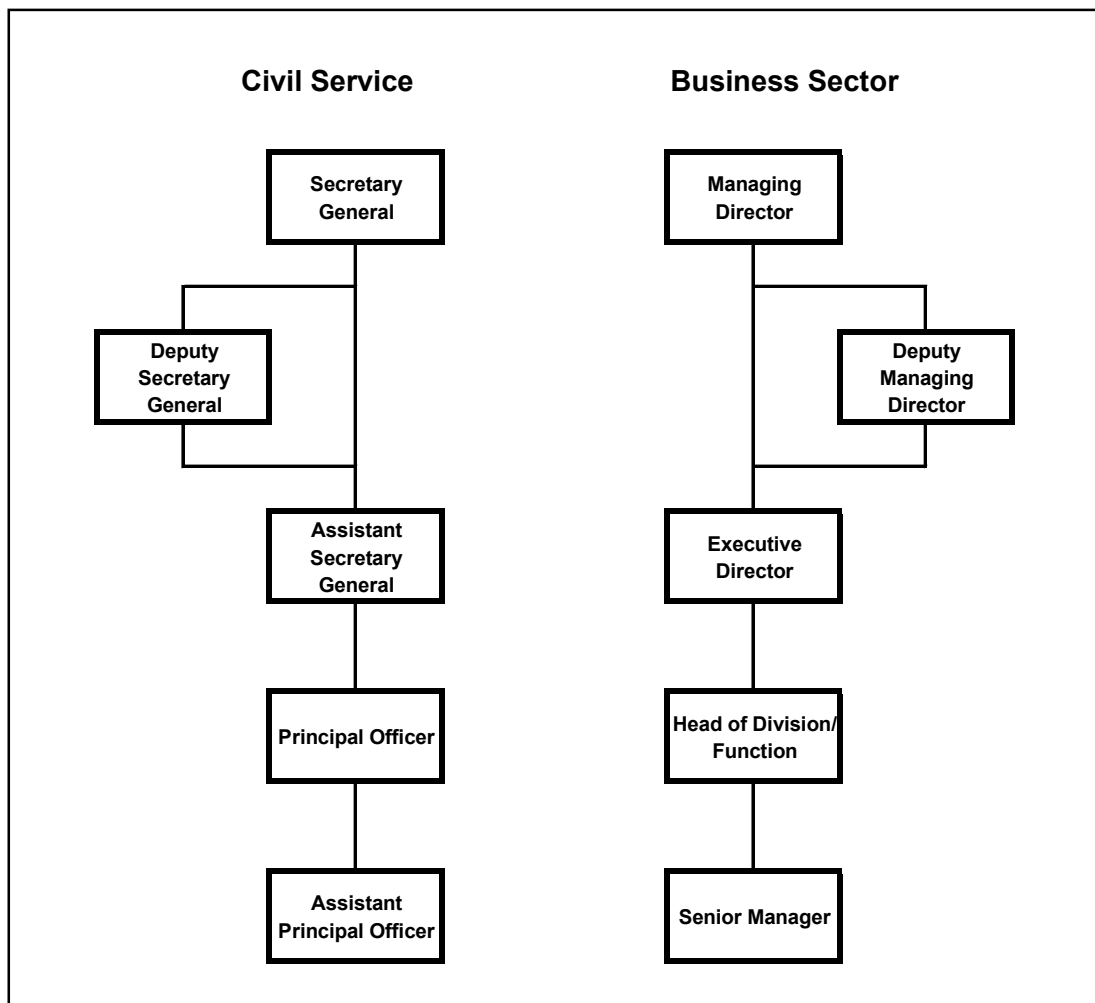 Civil Service
Business Sector
Secretary
General
Managing
Director
Deputy
Secretary
General
Deputy
Managing
Director
Assistant
Secretary
General
Executive
Director
Principal Officer
Head of Division/
Function
Assistant
Principal Officer
Senior Manager